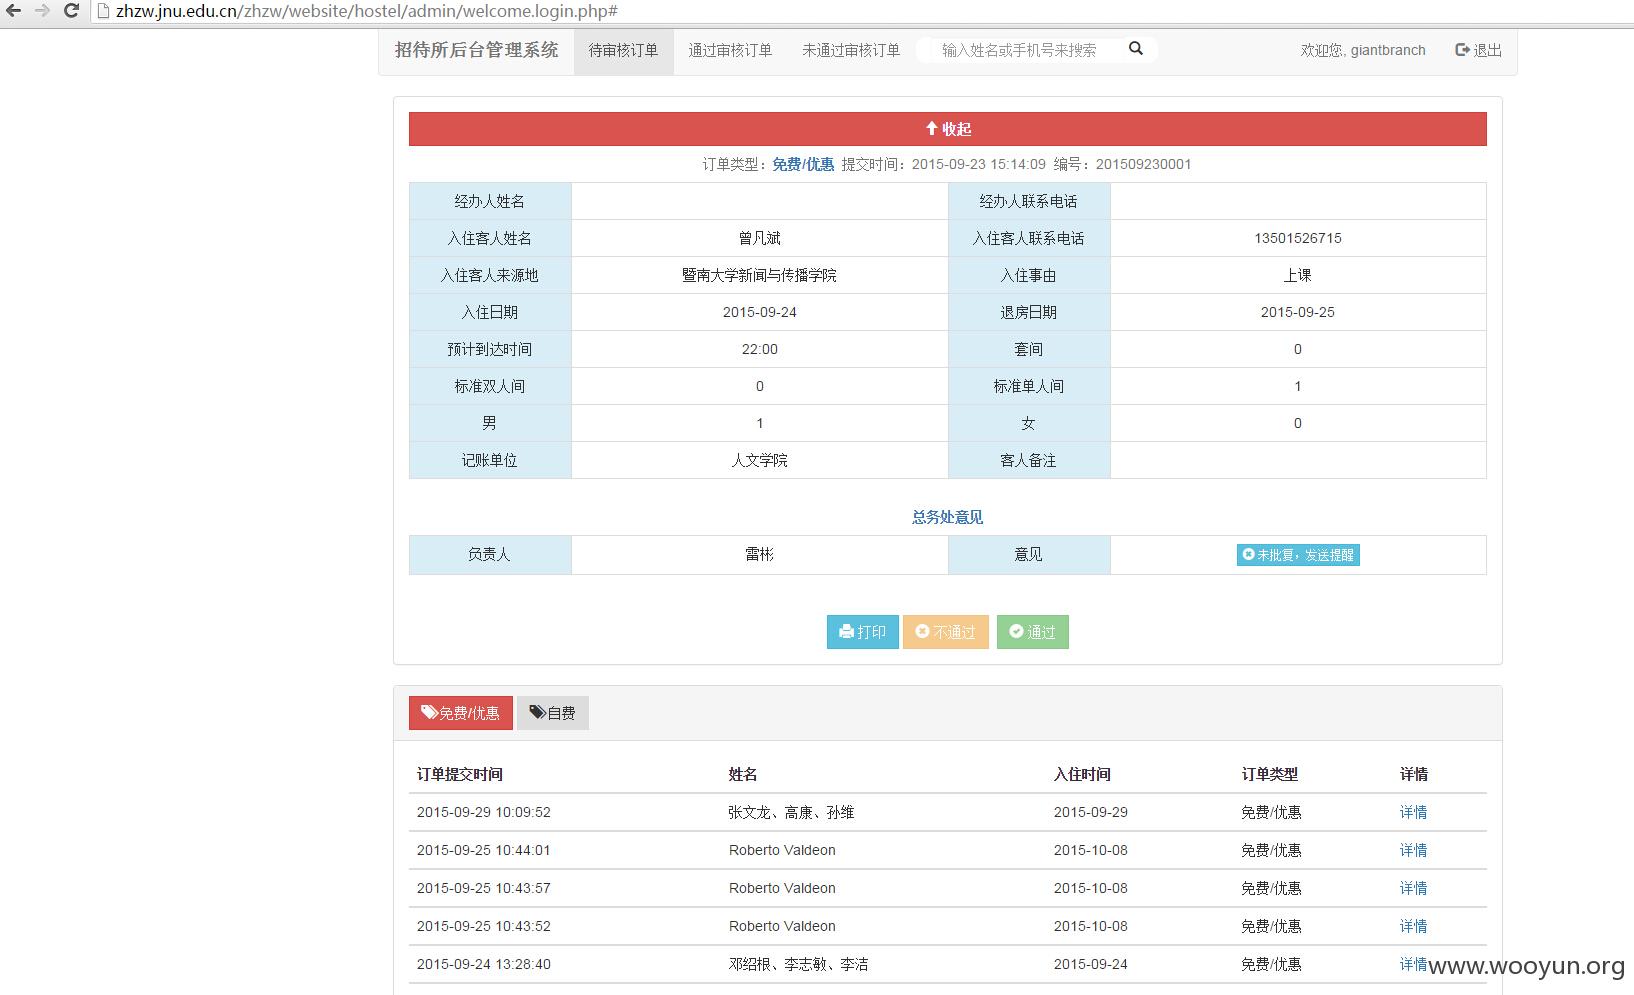 zhzw.jnu.edu.cn/zhzw/website/hostel/admin/welcome.login.php#
招待所后台管理系统 待审核订单 通过审核订单 未通过审核订单 输入姓名或手机号来搜索 欢迎您, giantbranch 退出
收起
订单类型：免费/优惠 提交时间：2015-09-23 15:14:09 编号：201509230001
经办人姓名 经办人联系电话
入住客人姓名 曾凡斌 入住客人联系电话 13501526715
入住客人来源地 暨南大学新闻与传播学院 入住事由 上课
入住日期 2015-09-24 退房日期 2015-09-25
预计到达时间 22:00 套间 0
标准双人间 0 标准单人间 1
男 1 女 0
记账单位 人文学院 客人备注
总务处意见
负责人 雷彬 意见 未批复，发送提醒
打印 不通过 通过
免费/优惠 自费
订单提交时间 姓名 入住时间 订单类型 详情
2015-09-29 10:09:52 张文龙、高康、孙维 2015-09-29 免费/优惠 详情
2015-09-25 10:44:01 Roberto Valdeon 2015-10-08 免费/优惠 详情
2015-09-25 10:43:57 Roberto Valdeon 2015-10-08 免费/优惠 详情
2015-09-25 10:43:52 Roberto Valdeon 2015-10-08 免费/优惠 详情
2015-09-24 13:28:40 邓绍根、李志敏、李洁 2015-09-24 免费/优惠 详情
www.wooyun.org